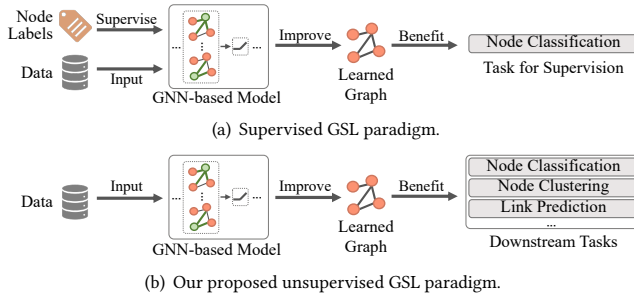 Node
Labels
Supervise
Improve
Benefit
Node Classification
Data
Input
...
...
GNN-based Model
Learned
Graph
Task for Supervision
(a) Supervised GSL paradigm.
Data
Input
...
...
GNN-based Model
Improve
Learned
Graph
Benefit
Node Classification
Node Clustering
Link Prediction
...
Downstream Tasks
(b) Our proposed unsupervised GSL paradigm.